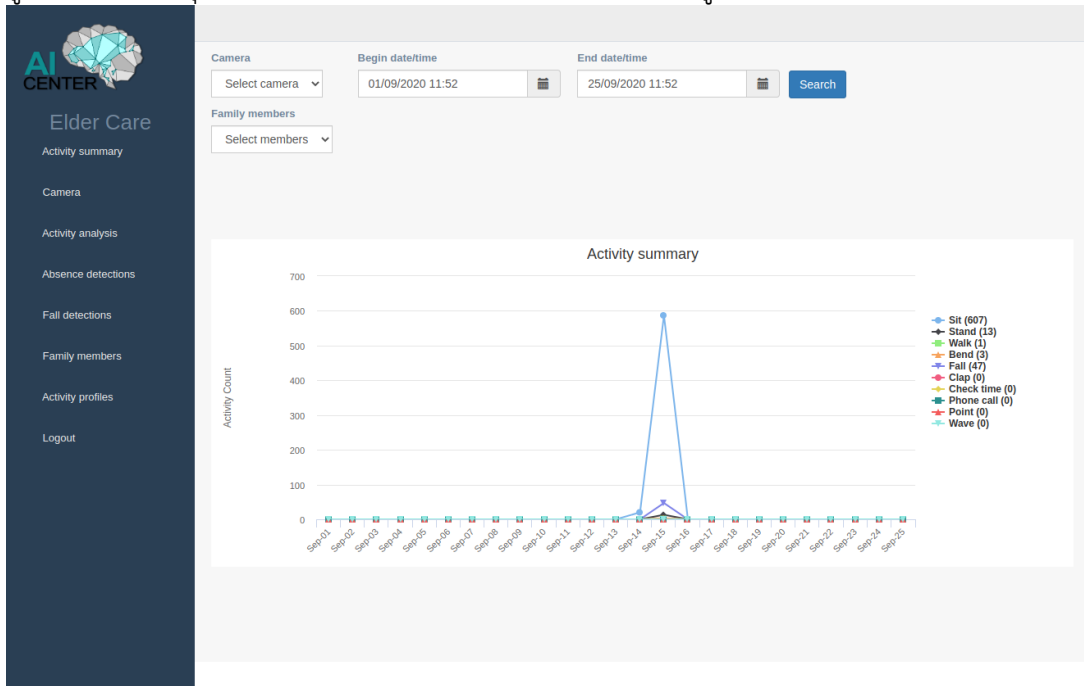 AI
CENTER
Elder Care
Activity summary
Camera
Activity analysis
Absence detections
Fall detections
Family members
Activity profiles
Logout
Camera
Begin date/time
End date/time
Select camera
01/09/2020 11:52
25/09/2020 11:52
Search
Family members
Select members
Activity summary
Activity Count
700
600
500
400
300
200
100
0
Sep-01
Sep-02
Sep-03
Sep-04
Sep-05
Sep-06
Sep-07
Sep-08
Sep-09
Sep-10
Sep-11
Sep-12
Sep-13
Sep-14
Sep-15
Sep-16
Sep-17
Sep-18
Sep-19
Sep-20
Sep-21
Sep-22
Sep-23
Sep-24
Sep-25
Sit (607)
Stand (13)
Walk (1)
Bend (3)
Fall (47)
Clap (0)
Check time (0)
Phone call (0)
Point (0)
Wave (0)